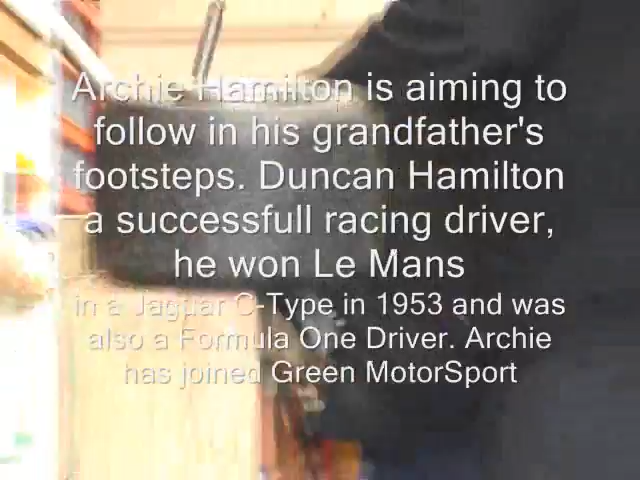 Archie Hamilton is aiming to
follow in his grandfather's
footsteps. Duncan Hamilton
a successfull racing driver,
he won Le Mans
in a Jaguar C-Type in 1953 and was
also a Formula One Driver. Archie
has joined Green MotorSport